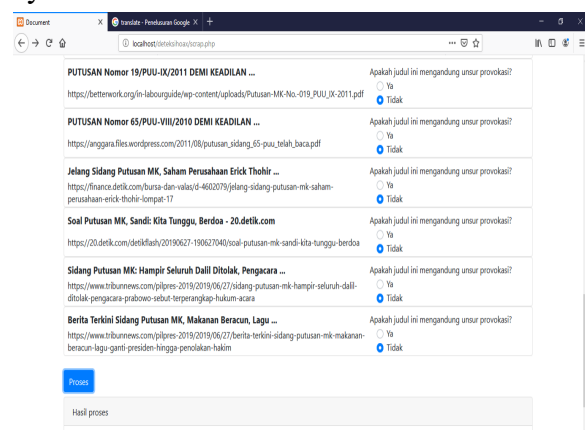 Document
translate - Penelusuran Google
localhost/deteksihoax/scrap.php
PUTUSAN Nomor 19/PUU-IX/2011 DEMI KEADILAN ...
https://betterwork.org/in-labourguide/wp-content/uploads/Putusan-MK-No.-019_PUU_IX-2011.pdf
Apakah judul ini mengandung unsur provokasi?
Ya
Tidak
PUTUSAN Nomor 65/PUU-VIII/2010 DEMI KEADILAN ...
https://anggara.files.wordpress.com/2011/08/putusan_sidang_65-puu_telah_baca.pdf
Apakah judul ini mengandung unsur provokasi?
Ya
Tidak
Jelang Sidang Putusan MK, Saham Perusahaan Erick Thohir ...
https://finance.detik.com/bursa-dan-valas/d-4602079/jelang-sidang-putusan-mk-saham-
perusahaan-erick-thohir-lompat-17
Apakah judul ini mengandung unsur provokasi?
Ya
Tidak
Soal Putusan MK, Sandi: Kita Tunggu, Berdoa - 20.detik.com
https://20.detik.com/detikflash/20190627-190627040/soal-putusan-mk-sandi-kita-tunggu-berdoa
Apakah judul ini mengandung unsur provokasi?
Ya
Tidak
Sidang Putusan MK: Hampir Seluruh Dalil Ditolak, Pengacara ...
https://www.tribunnews.com/pilpres-2019/2019/06/27/sidang-putusan-mk-hampir-seluruh-dalil-
ditolak-pengacara-prabowo-sebut-terperangkap-hukum-acara
Apakah judul ini mengandung unsur provokasi?
Ya
Tidak
Berita Terkini Sidang Putusan MK, Makanan Beracun, Lagu ...
https://www.tribunnews.com/pilpres-2019/2019/06/27/berita-terkini-sidang-putusan-mk-makanan-
beracun-lagu-ganti-presiden-hingga-penolakan-hakim
Apakah judul ini mengandung unsur provokasi?
Ya
Tidak
Proses
Hasil proses